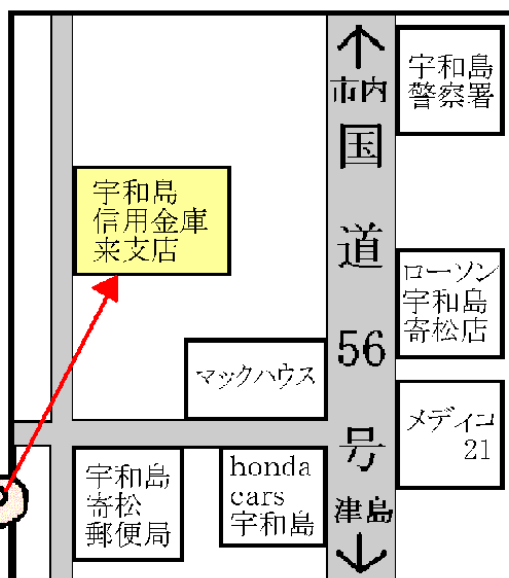 市内
国道56号
津島
宇和島
警察署
宇和島
信用金庫
来支店
ローソン
宇和島
寄松店
マックハウス
メディコ
21
宇和島
寄松
郵便局
honda
cars
宇和島